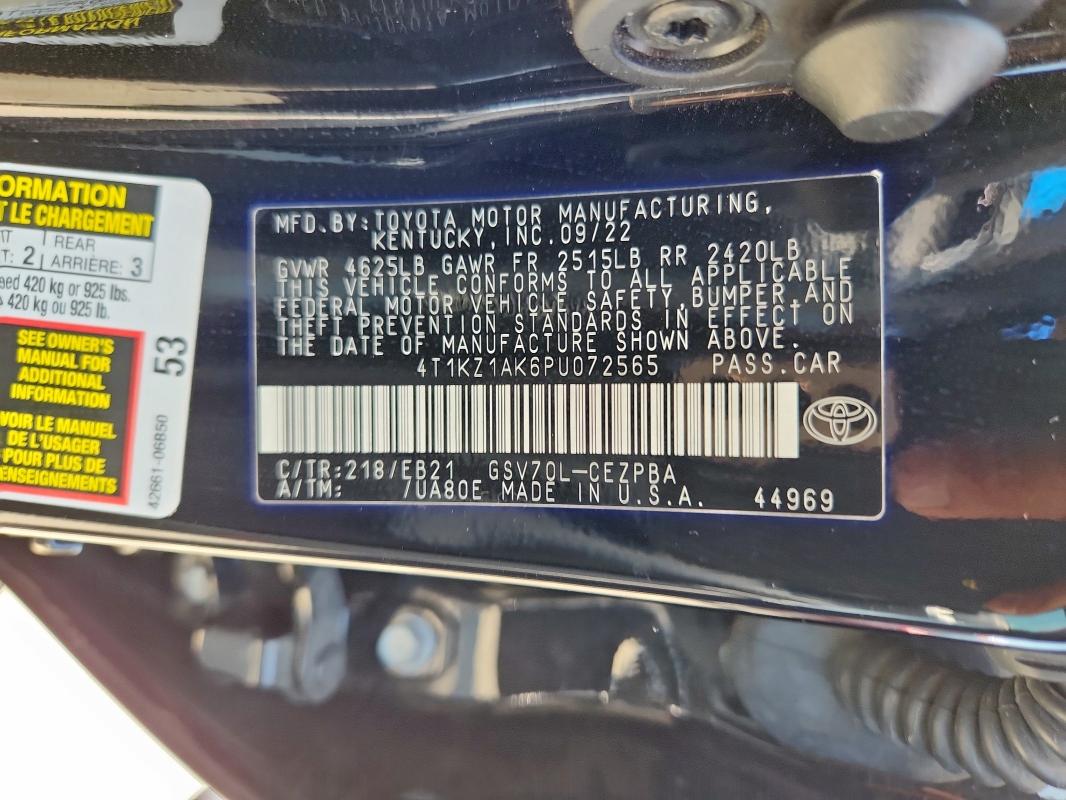 ORMATION
T LE CHARGEMENT
REAR
: 2 ARRIÈRE: 3
eed 420 kg or 925 lbs.
420 kg ou 925 lb.
SEE OWNER'S
MANUAL FOR
ADDITIONAL
INFORMATION
VOIR LE MANUEL
DE L'USAGER
POUR PLUS DE
RENSEIGNEMENTS
53
42661-06B50
MFD.BY:TOYOTA MOTOR MANUFACTURING,
KENTUCKY,INC.09/22
GVWR 4625LB GAWR FR 2515LB RR 2420LB
THIS VEHICLE CONFORMS TO ALL APPLICABLE
FEDERAL MOTOR VEHICLE SAFETY,BUMPER,AND
THEFT PREVENTION STANDARDS IN EFFECT ON
THE DATE OF MANUFACTURE SHOWN ABOVE.
4T1KZ1AK6PU072565 PASS.CAR
C/TR:218/EB21 GSV70L-CEZPBA
A/TM: /UA80E MADE IN U.S.A. 44969